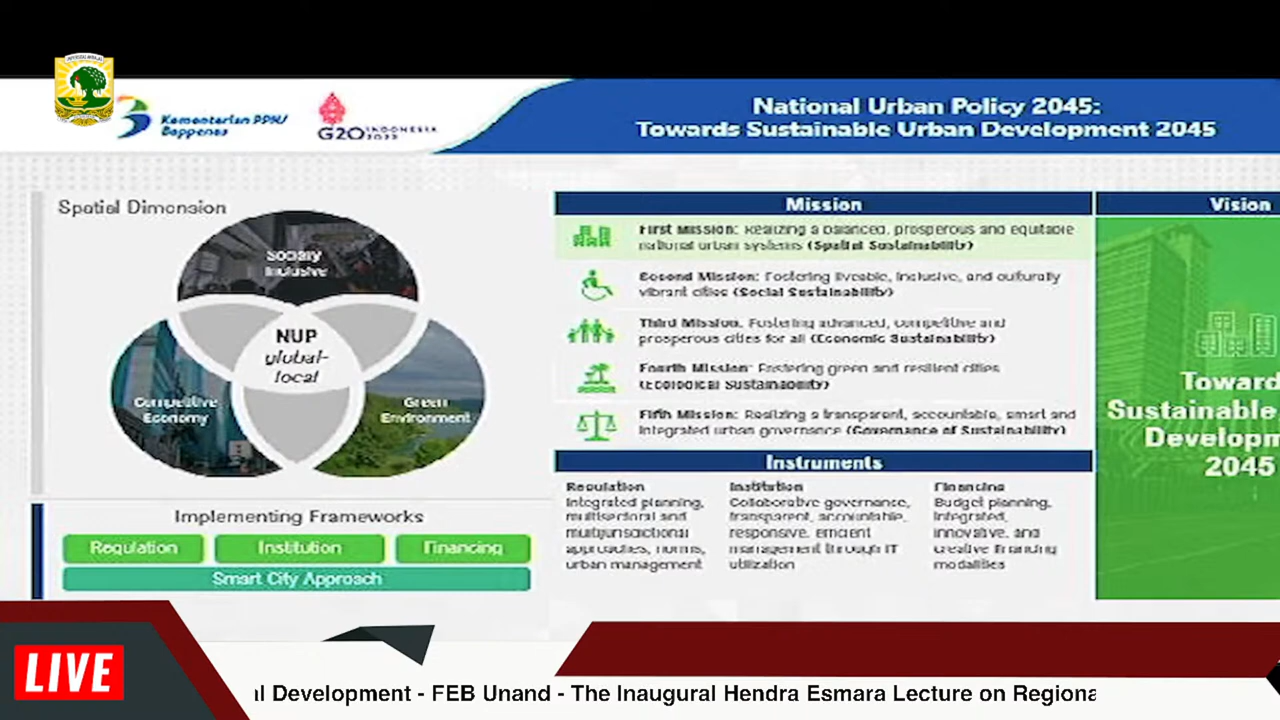 Kementerian PPN/
Bappenas
G20 INDONESIA
2022
National Urban Policy 2045:
Towards Sustainable Urban Development 2045
Spatial Dimension
Socially
Inclusive
NUP
global-
local
Competitive
Economy
Green
Environment
Implementing Frameworks
Regulation
Institution
Financing
Smart City Approach
Mission
First Mission: Realizing a balanced, prosperous and equitable
national urban systems (Spatial Sustainability)
Second Mission: Fostering liveable, inclusive, and culturally
vibrant cities (Social Sustainability)
Third Mission: Fostering advanced, competitive and
prosperous cities for all (Economic Sustainability)
Fourth Mission: Fostering green and resilient cities
(Ecological Sustainability)
Fifth Mission: Realizing a transparent, accountable, smart and
integrated urban governance (Governance of Sustainability)
Instruments
Regulation
Integrated planning,
multisectoral and
multijurisdictional
approaches, norms,
urban management
Institution
Collaborative governance,
transparent, accountable,
responsive, efficient
management through IT
utilization
Financing
Budget planning,
integrated,
innovative, and
creative financing
modalities
Vision
Toward
Sustainable
Developm
2045
LIVE
al Development - FEB Unand - The Inaugural Hendra Esmara Lecture on Regiona